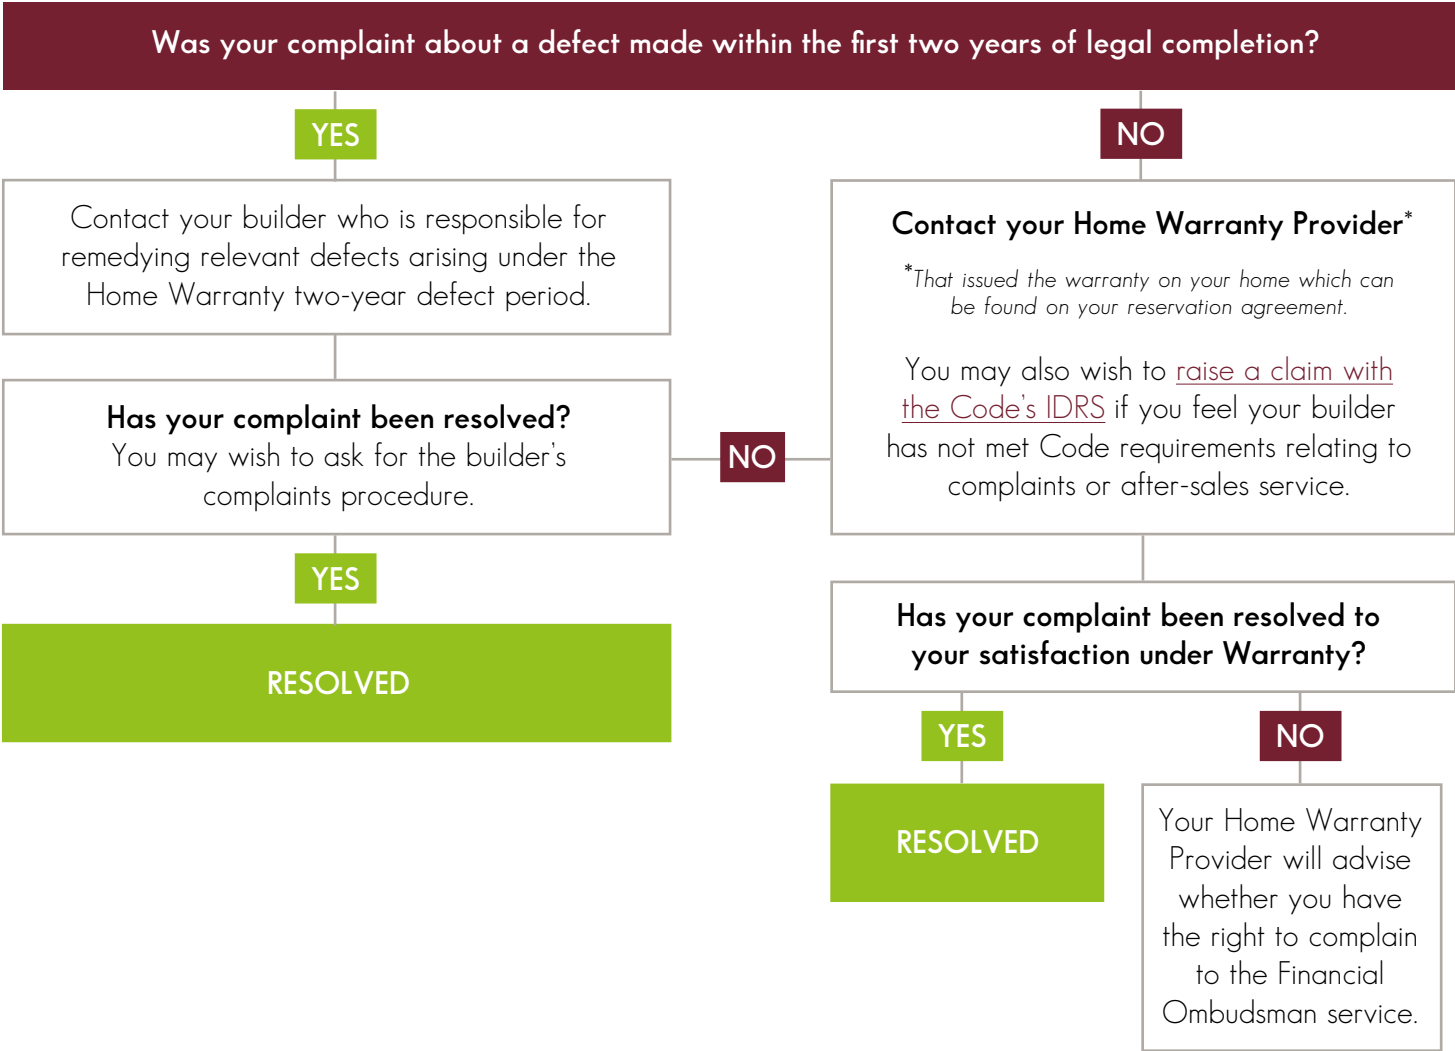 Was your complaint about a defect made within the first two years of legal completion?
YES
Contact your builder who is responsible for
remedying relevant defects arising under the
Home Warranty two-year defect period.
Has your complaint been resolved?
You may wish to ask for the builder's
complaints procedure.
YES
RESOLVED
NO
NO
Contact your Home Warranty Provider*
*That issued the warranty on your home which can
be found on your reservation agreement.
You may also wish to raise a claim with
the Code's IDRS if you feel your builder
has not met Code requirements relating to
complaints or after-sales service.
Has your complaint been resolved to
your satisfaction under Warranty?
YES
RESOLVED
NO
Your Home Warranty
Provider will advise
whether you have
the right to complain
to the Financial
Ombudsman service.